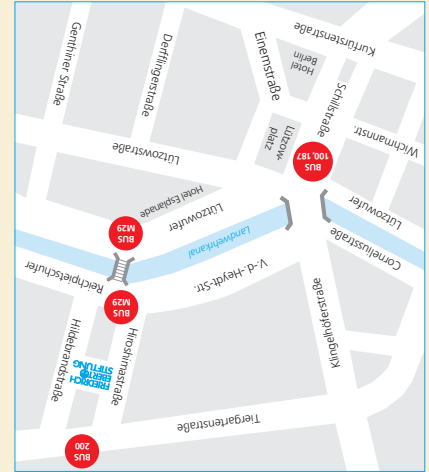 BUS
200
Tiergartenstraße
Hildebrandstraße
FRIEDRICH
EBERT
STIFTUNG
Hiroshimastraße
Klingelhöferstraße
BUS
M29
Reichpietschufer
V.-d.-Heydt-Str.
Corneliusstraße
Landwehrkanal
BUS
M29
Lützowufer
Hotel Esplanade
Lützowufer
BUS
100, 187
Lützow-
platz
Lützowstraße
Wichmannstr.
Schillstraße
Hotel
Berlin
Einemstraße
Derfflingerstraße
Genthiner Straße
Kurfürstenstraße